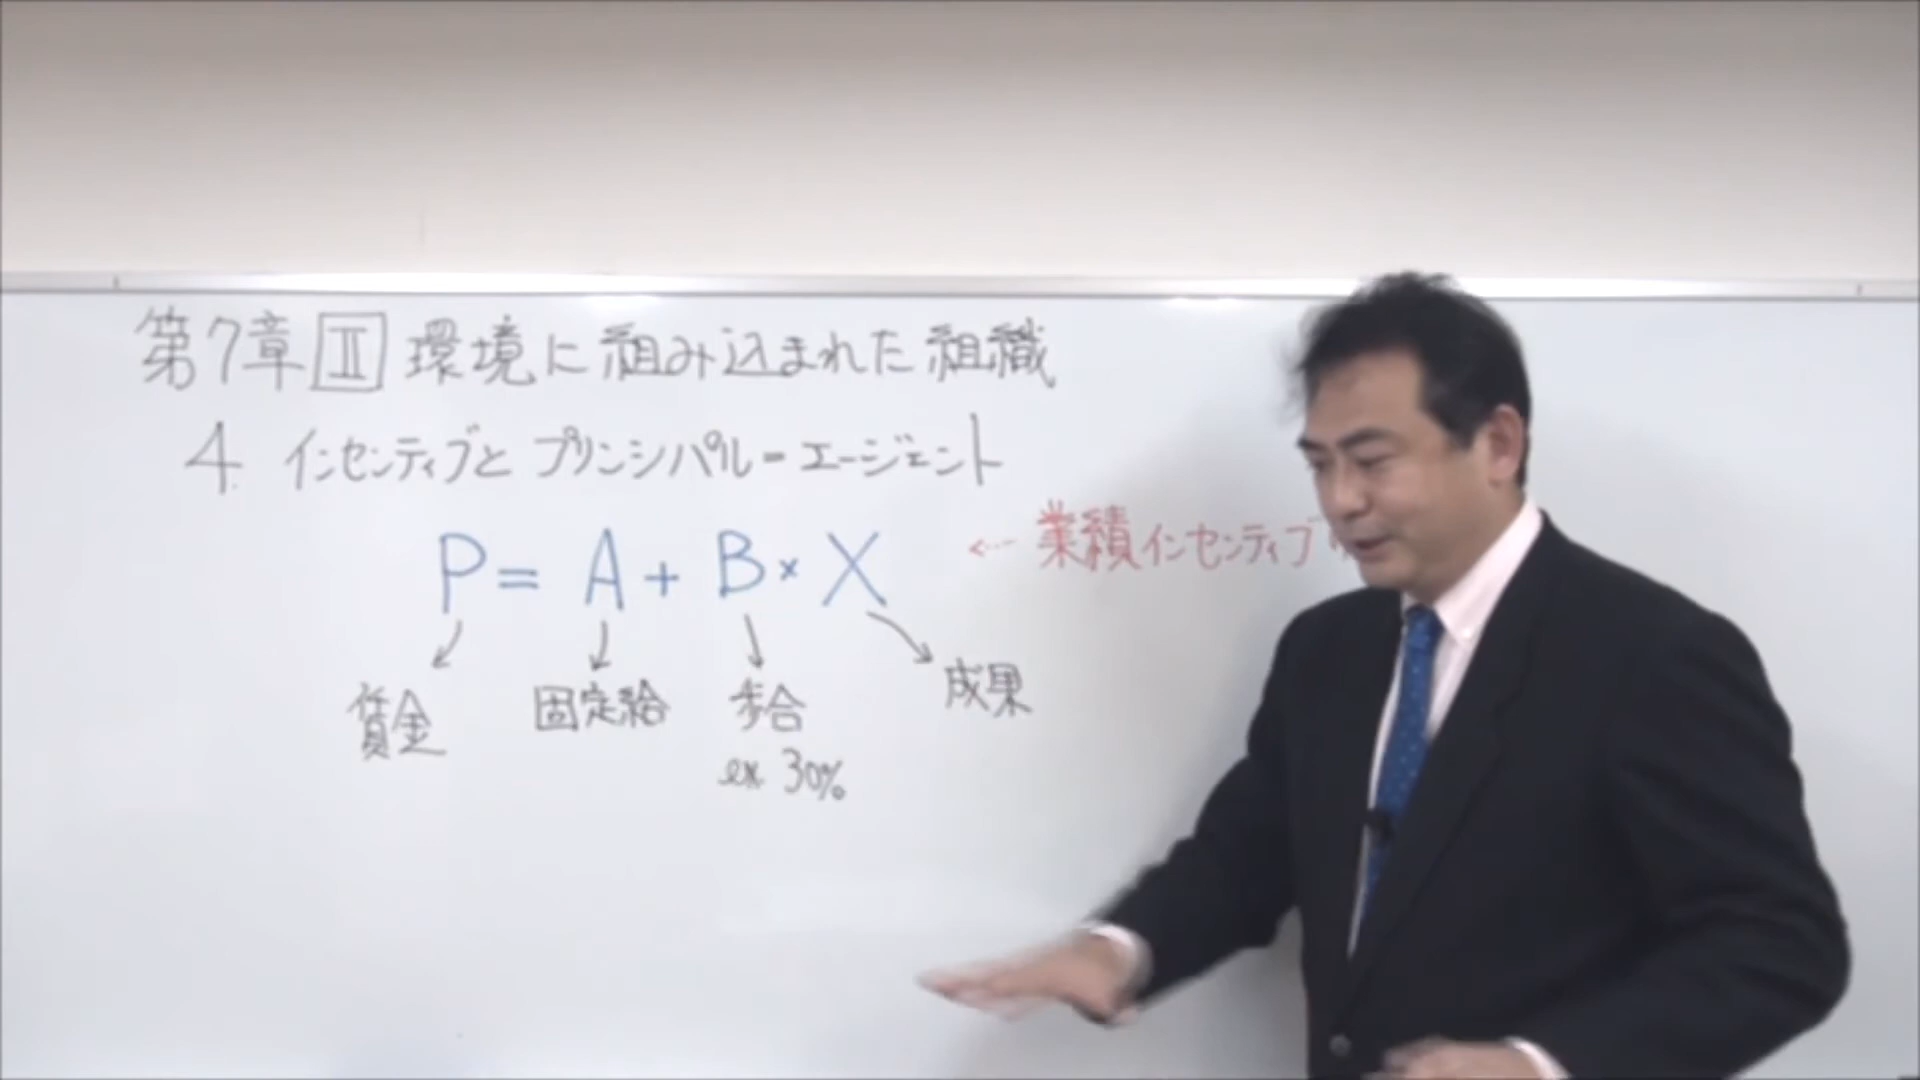 第7章 Ⅱ 環境に組み込まれた組織
4. インセンティブとプリンシパル-エージェント
P = A + B × X ← 業績インセンティブ
賃金 固定給 歩合 成果
ex 30%